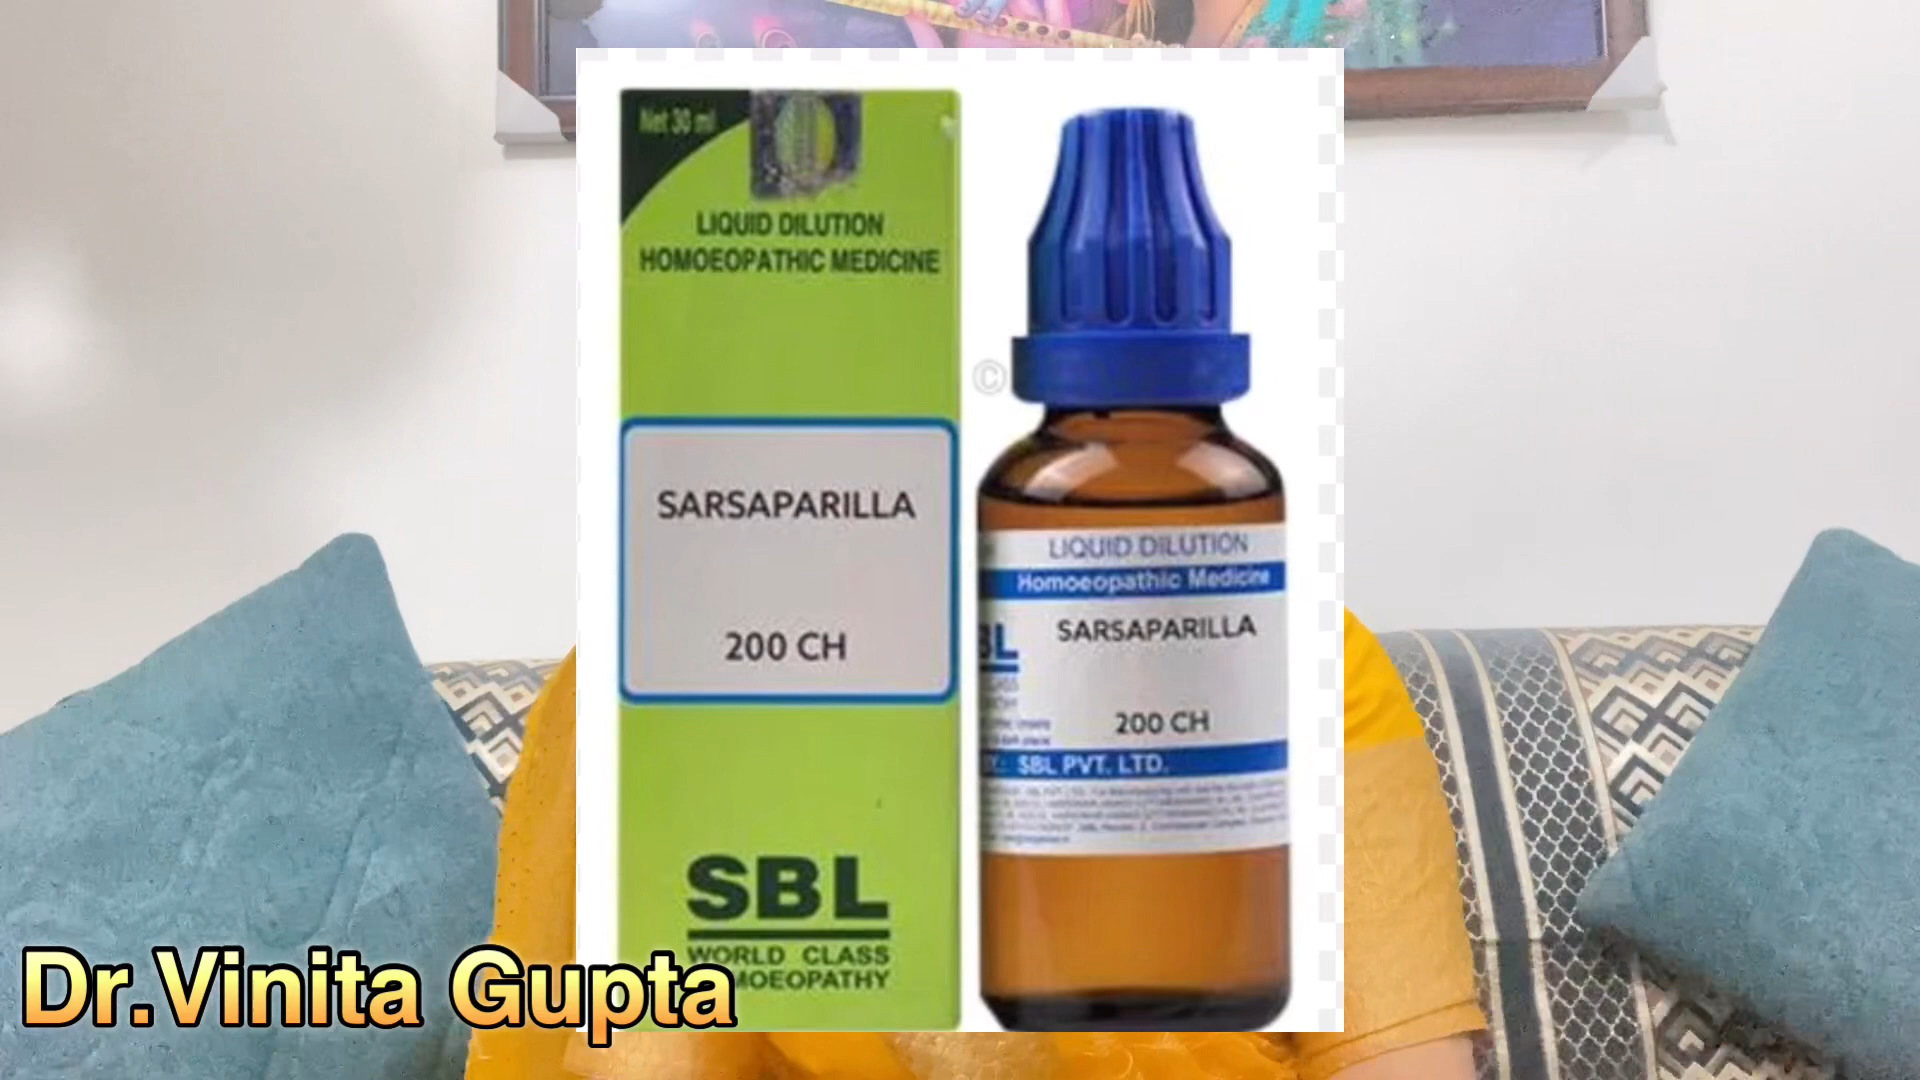 Net 30 ml
LIQUID DILUTION
HOMOEOPATHIC MEDICINE
SARSAPARILLA
200 CH
SBL
WORLD CLASS
MOEOPATHY
©
LIQUID DILUTION
Homoeopathic Medicine
BL
SARSAPARILLA
200 CH
SBL PVT. LTD.
Dr.Vinita Gupta